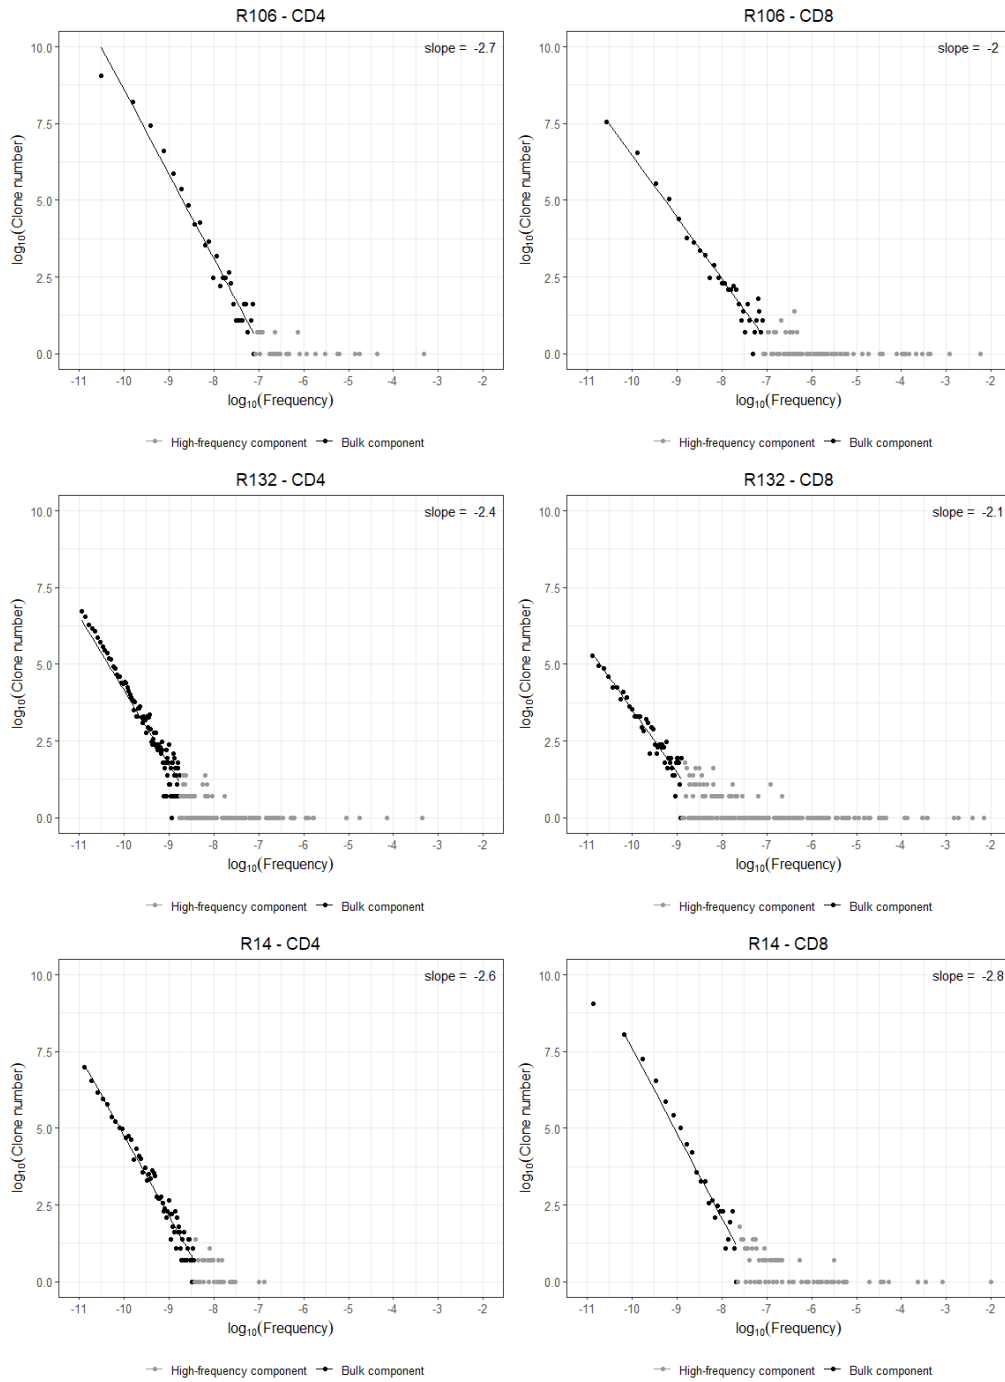 R106 - CD4
slope = -2.7
10.0
7.5
5.0
2.5
0.0
log10(Clone number)
-11 -10 -9 -8 -7 -6 -5 -4 -3 -2
log10(Frequency)
High-frequency component Bulk component
R106 - CD8
slope = -2
10.0
7.5
5.0
2.5
0.0
log10(Clone number)
-11 -10 -9 -8 -7 -6 -5 -4 -3 -2
log10(Frequency)
High-frequency component Bulk component
R132 - CD4
slope = -2.4
10.0
7.5
5.0
2.5
0.0
log10(Clone number)
-11 -10 -9 -8 -7 -6 -5 -4 -3 -2
log10(Frequency)
High-frequency component Bulk component
R132 - CD8
slope = -2.1
10.0
7.5
5.0
2.5
0.0
log10(Clone number)
-11 -10 -9 -8 -7 -6 -5 -4 -3 -2
log10(Frequency)
High-frequency component Bulk component
R14 - CD4
slope = -2.6
10.0
7.5
5.0
2.5
0.0
log10(Clone number)
-11 -10 -9 -8 -7 -6 -5 -4 -3 -2
log10(Frequency)
High-frequency component Bulk component
R14 - CD8
slope = -2.8
10.0
7.5
5.0
2.5
0.0
log10(Clone number)
-11 -10 -9 -8 -7 -6 -5 -4 -3 -2
log10(Frequency)
High-frequency component Bulk component